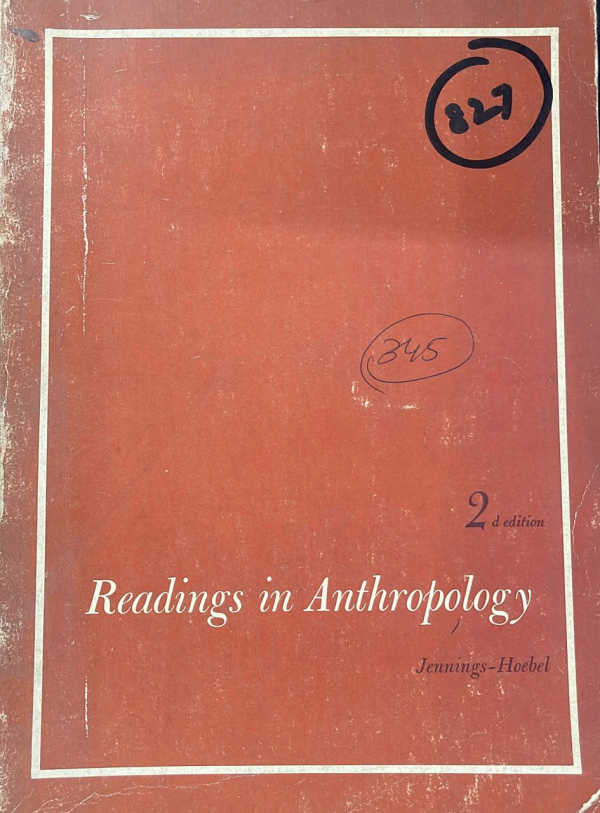 827
345
2d edition
Readings in Anthropology
Jennings-Hoebel